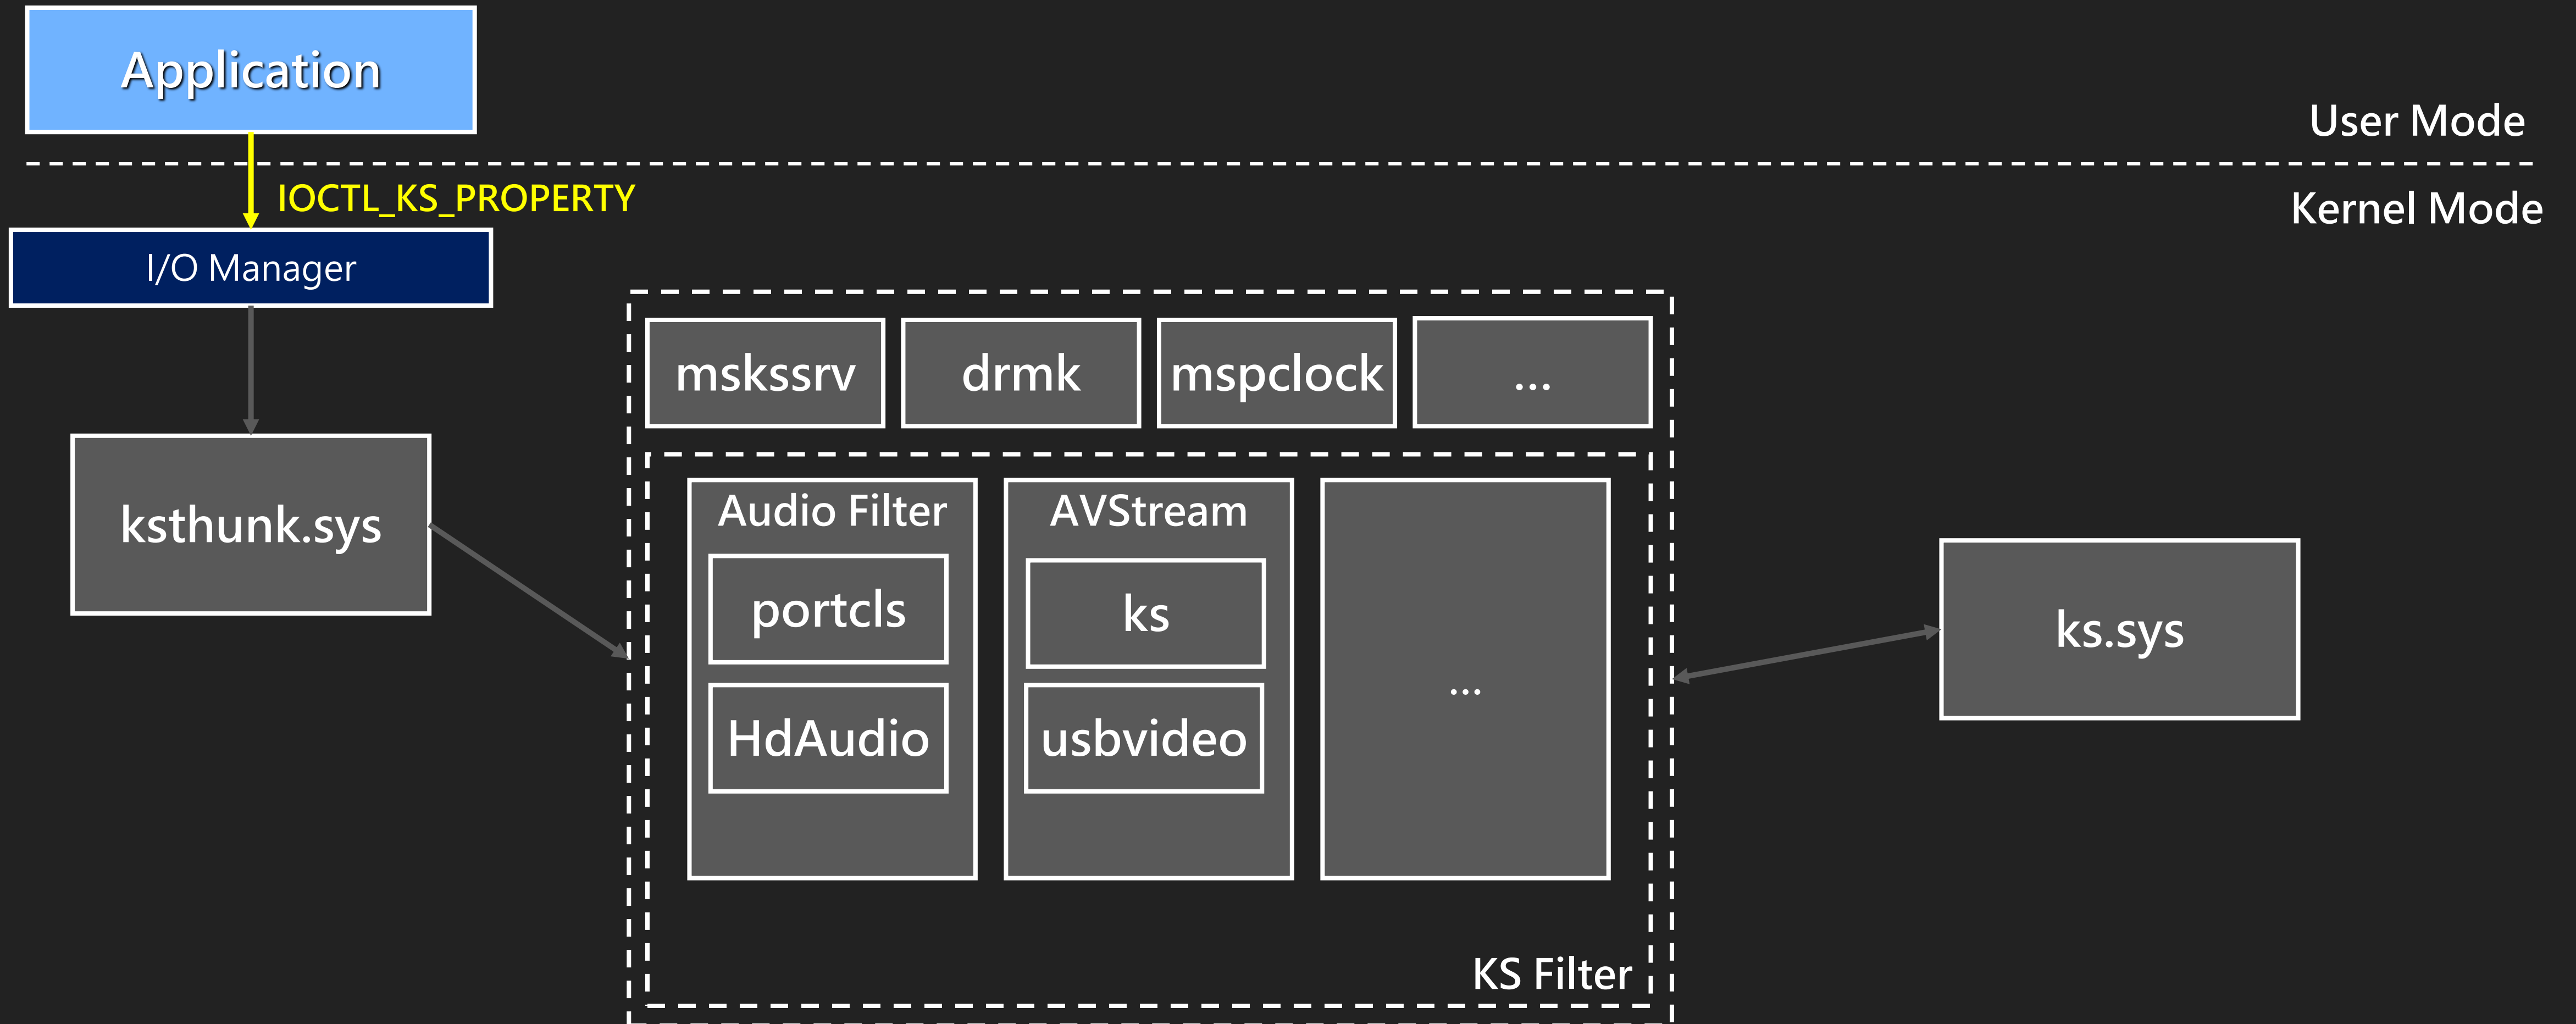 Application
User Mode
IOCTL_KS_PROPERTY
Kernel Mode
I/O Manager
mskssrv
drmk
mspclock
...
ksthunk.sys
Audio Filter
portcls
HdAudio
AVStream
ks
usbvideo
...
KS Filter
ks.sys